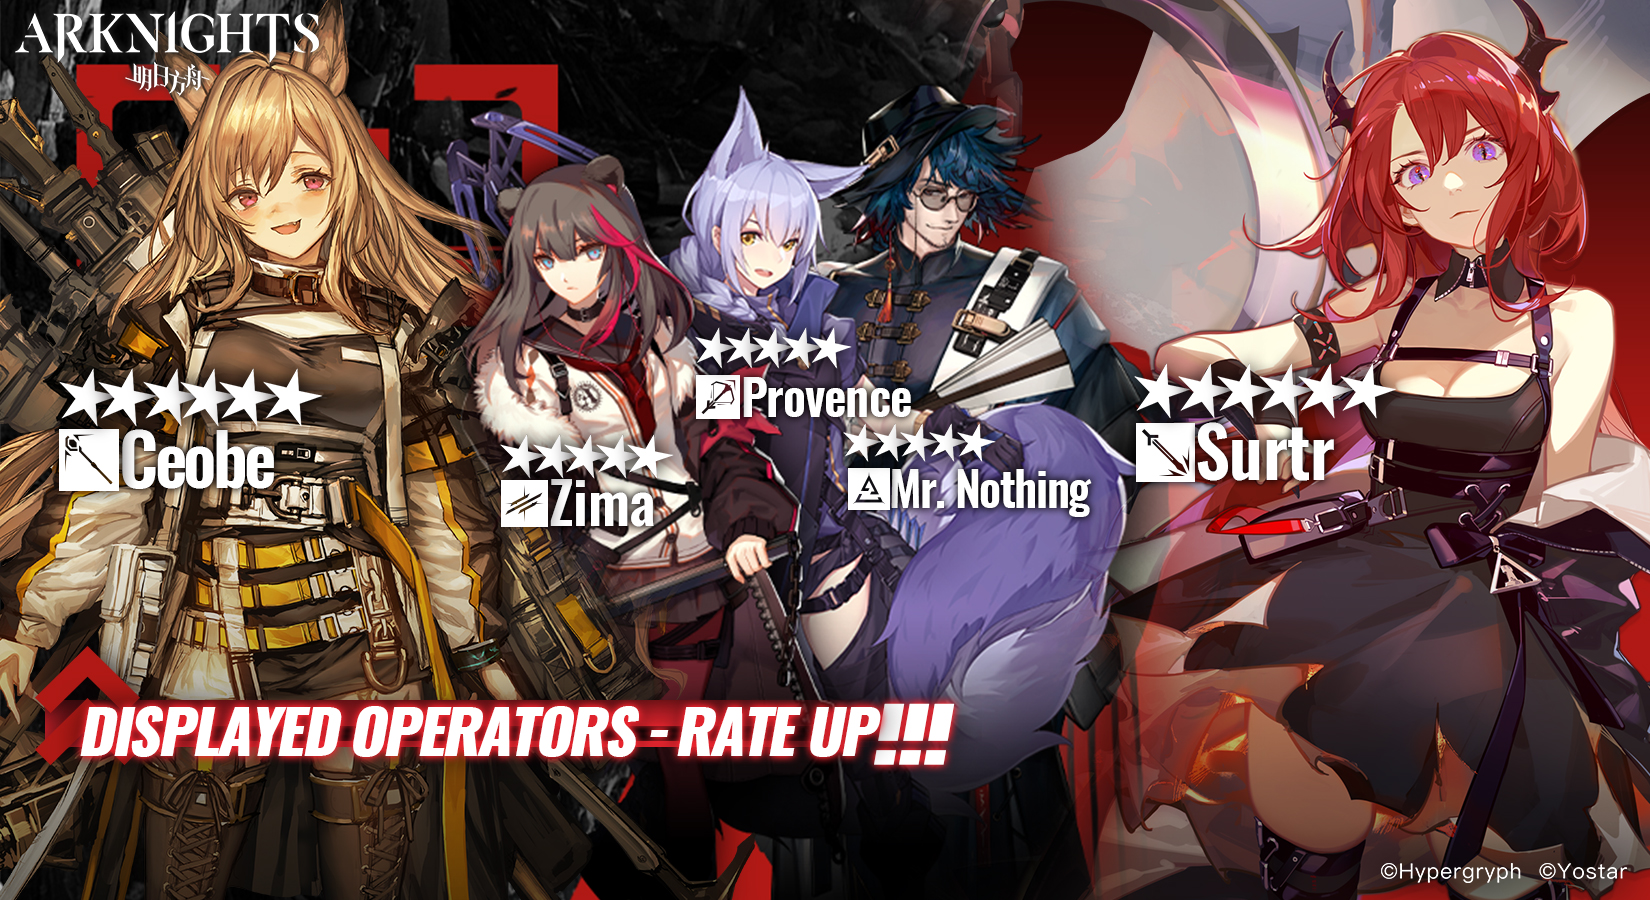 ARKNIGHTS
明日方舟
★★★★★★
Ceobe
★★★★★
Zima
★★★★★
Provence
★★★★★
Mr. Nothing
★★★★★★
Surtr
DISPLAYED OPERATORS - RATE UP!!!
©Hypergryph ©Yostar